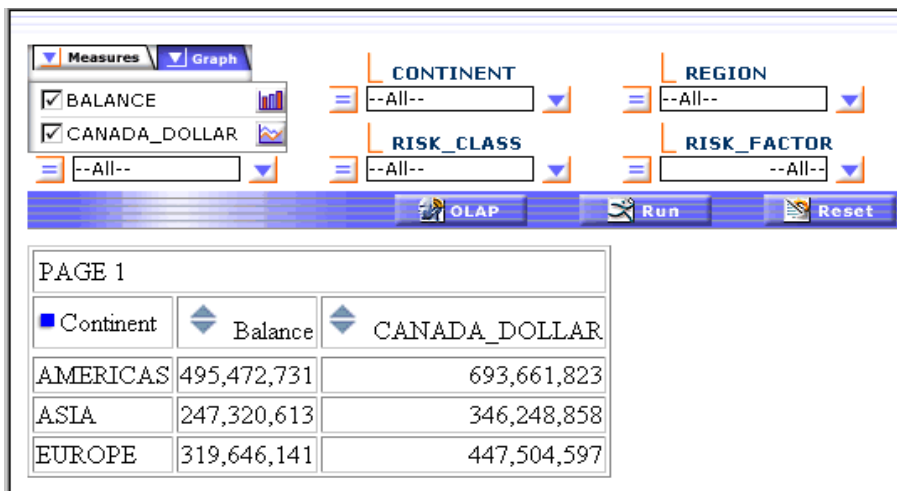 Measures Graph
CONTINENT REGION
BALANCE --All-- --All--
CANADA_DOLLAR RISK_CLASS RISK_FACTOR
--All-- --All-- --All--
OLAP Run Reset
PAGE 1
Continent Balance CANADA_DOLLAR
AMERICAS 495,472,731 693,661,823
ASIA 247,320,613 346,248,858
EUROPE 319,646,141 447,504,597